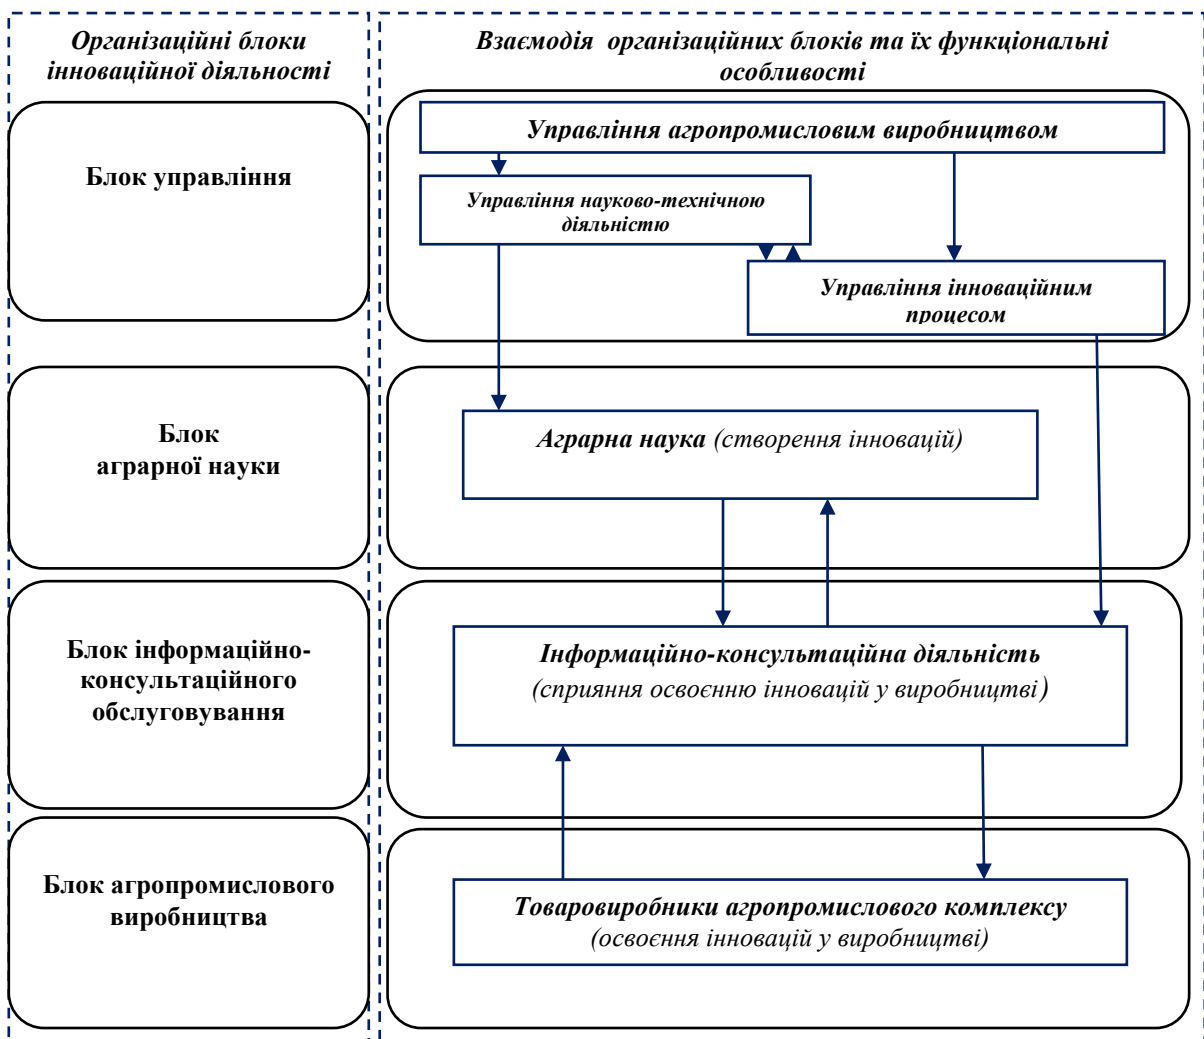 Організаційні блоки
інноваційної діяльності
Взаємодія організаційних блоків та їх функціональні
особливості
Блок управління
Управління агропромисловим виробництвом
Управління науково-технічною
діяльністю
Управління інноваційним
процесом
Блок
аграрної науки
Аграрна наука (створення інновацій)
Блок інформаційно-
консультаційного
обслуговування
Інформаційно-консультаційна діяльність
(сприяння освоєнню інновацій у виробництві)
Блок агропромислового
виробництва
Товаровиробники агропромислового комплексу
(освоєння інновацій у виробництві)